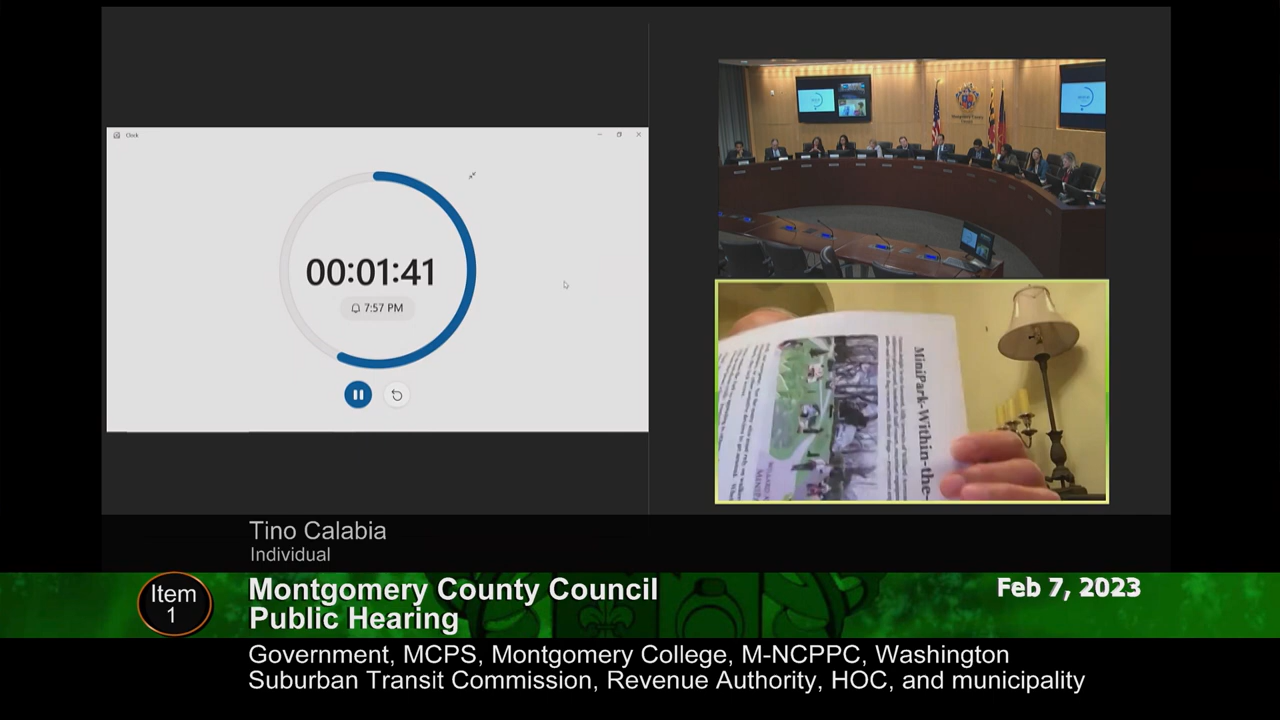 Clock
00:01:41
7:57 PM
MiniPark-Within-the-
Tino Calabia
Individual
Item
1
Montgomery County Council
Public Hearing
Feb 7, 2023
Government, MCPS, Montgomery College, M-NCPPC, Washington
Suburban Transit Commission, Revenue Authority, HOC, and municipality